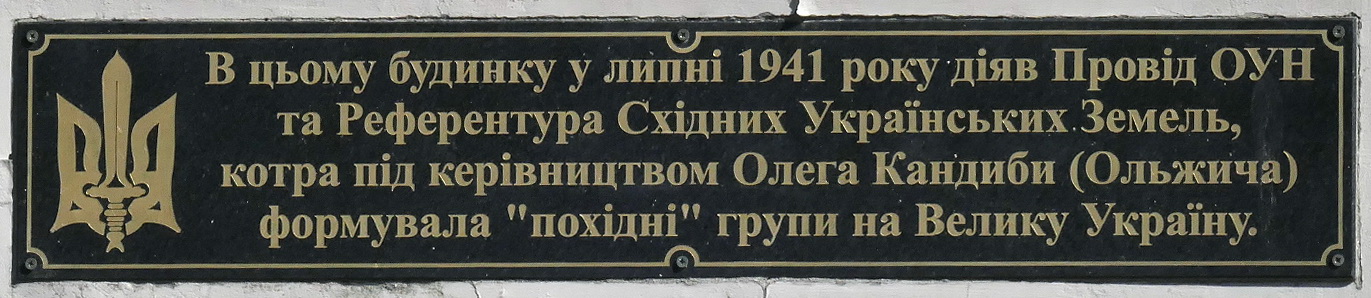 В цьому будинку у липні 1941 року діяв Провід ОУН
та Референтура Східних Українських Земель,
котра під керівництвом Олега Кандиби (Ольжича)
формувала "похідні" групи на Велику Україну.